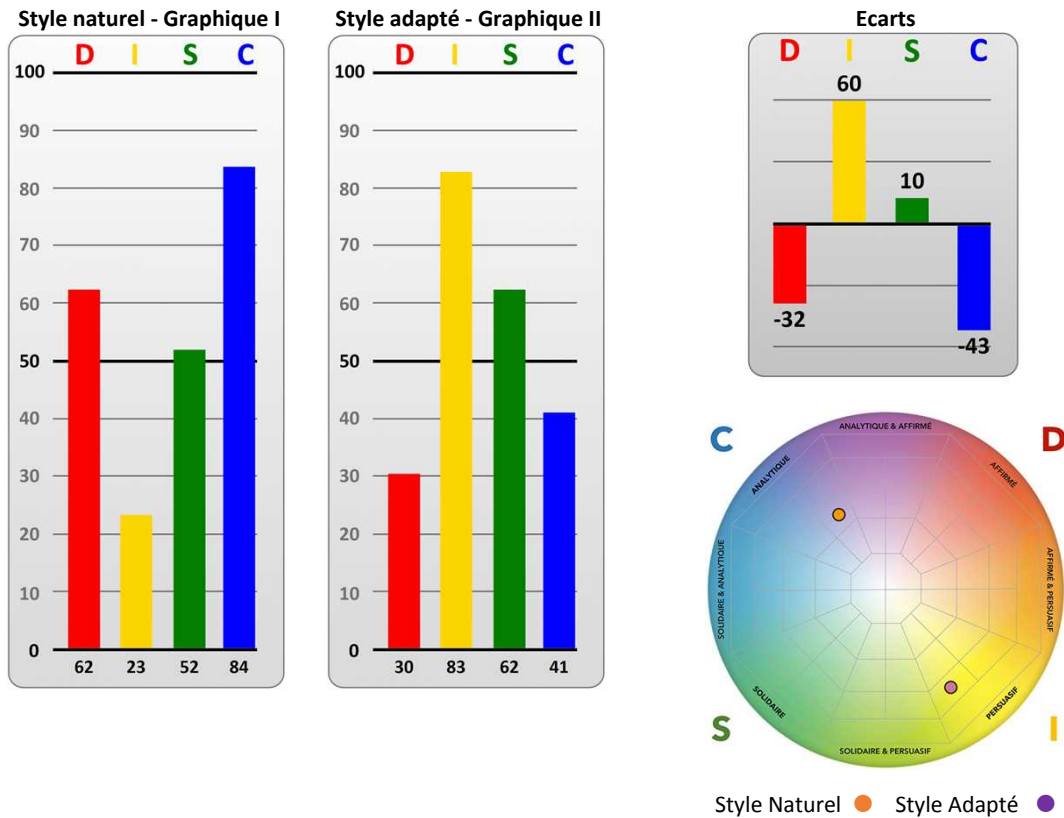 Style naturel - Graphique I
D I S C
100
90
80
70
60
50
40
30
20
10
0
62 23 52 84
Style adapté - Graphique II
D I S C
100
90
80
70
60
50
40
30
20
10
0
30 83 62 41
Ecarts
D I S C
60
10
-32
-43
C
D
S
I
ANALYTIQUE & AFFIRMÉ
AFFIRMÉ
AFFIRMÉ & PERSUASIF
PERSUASIF
SOLIDAIRE & PERSUASIF
SOLIDAIRE
SOLIDAIRE & ANALYTIQUE
ANALYTIQUE
Style Naturel Style Adapté